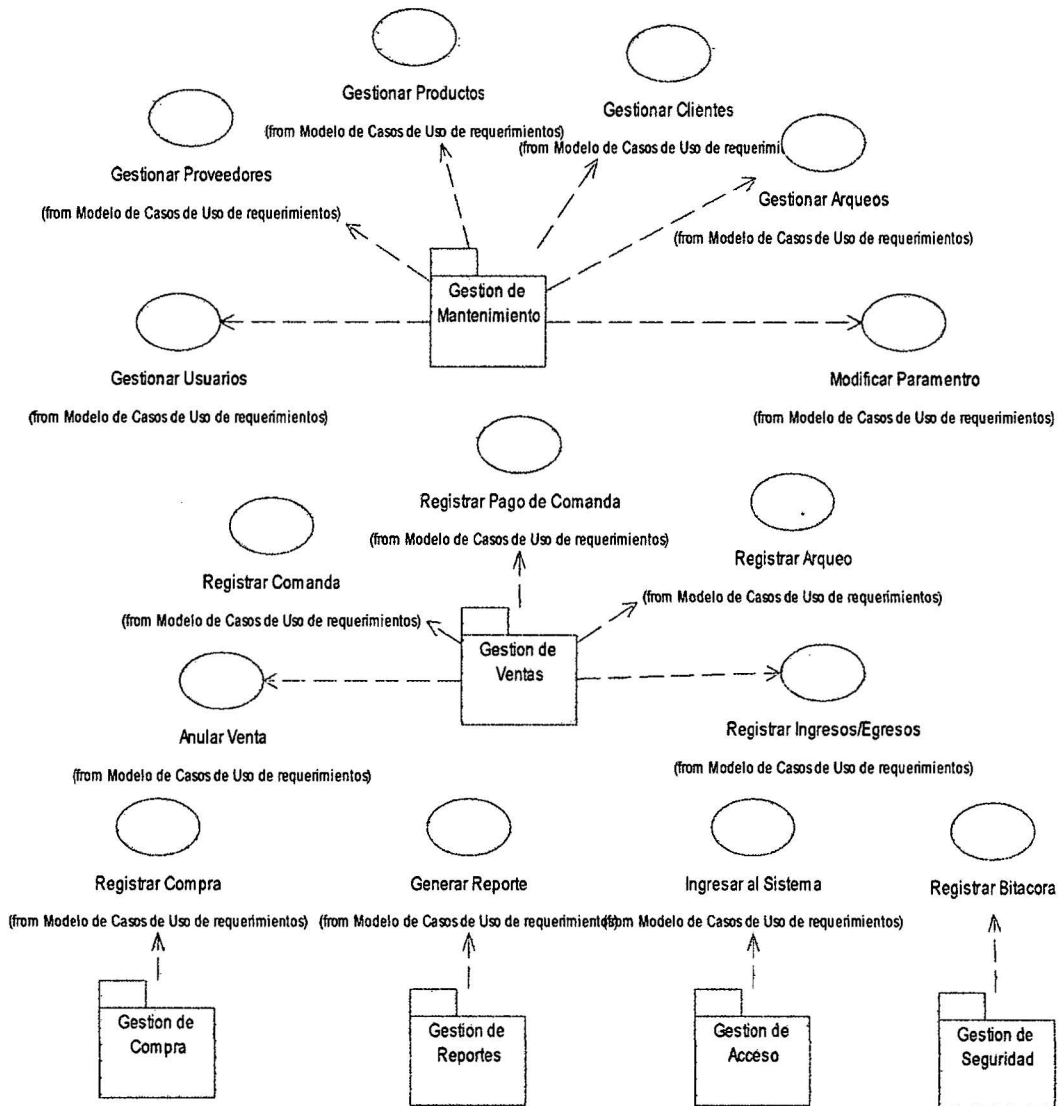 Gestionar Productos
(from Modelo de Casos de Uso de requerimientos)
Gestionar Clientes
(from Modelo de Casos de Uso de requerimi
Gestionar Proveedores
(from Modelo de Casos de Uso de requerimientos)
Gestionar Arqueos
(from Modelo de Casos de Uso de requerimientos)
Gestion de
Mantenimiento
Gestionar Usuarios
(from Modelo de Casos de Uso de requerimientos)
Modificar Paramentro
(from Modelo de Casos de Uso de requerimientos)
Registrar Pago de Comanda
(from Modelo de Casos de Uso de requerimientos)
Registrar Comanda
(from Modelo de Casos de Uso de requerimientos)
Registrar Arqueo
(from Modelo de Casos de Uso de requerimientos)
Gestion de
Ventas
Anular Venta
(from Modelo de Casos de Uso de requerimientos)
Registrar Ingresos/Egresos
(from Modelo de Casos de Uso de requerimientos)
Registrar Compra
(from Modelo de Casos de Uso de requerimientos)
Generar Reporte
(from Modelo de Casos de Uso de requerimientos)
Ingresar al Sistema
(from Modelo de Casos de Uso de requerimientos)
Registrar Bitacora
(from Modelo de Casos de Uso de requerimientos)
Gestion de
Compra
Gestion de
Reportes
Gestion de
Acceso
Gestion de
Seguridad